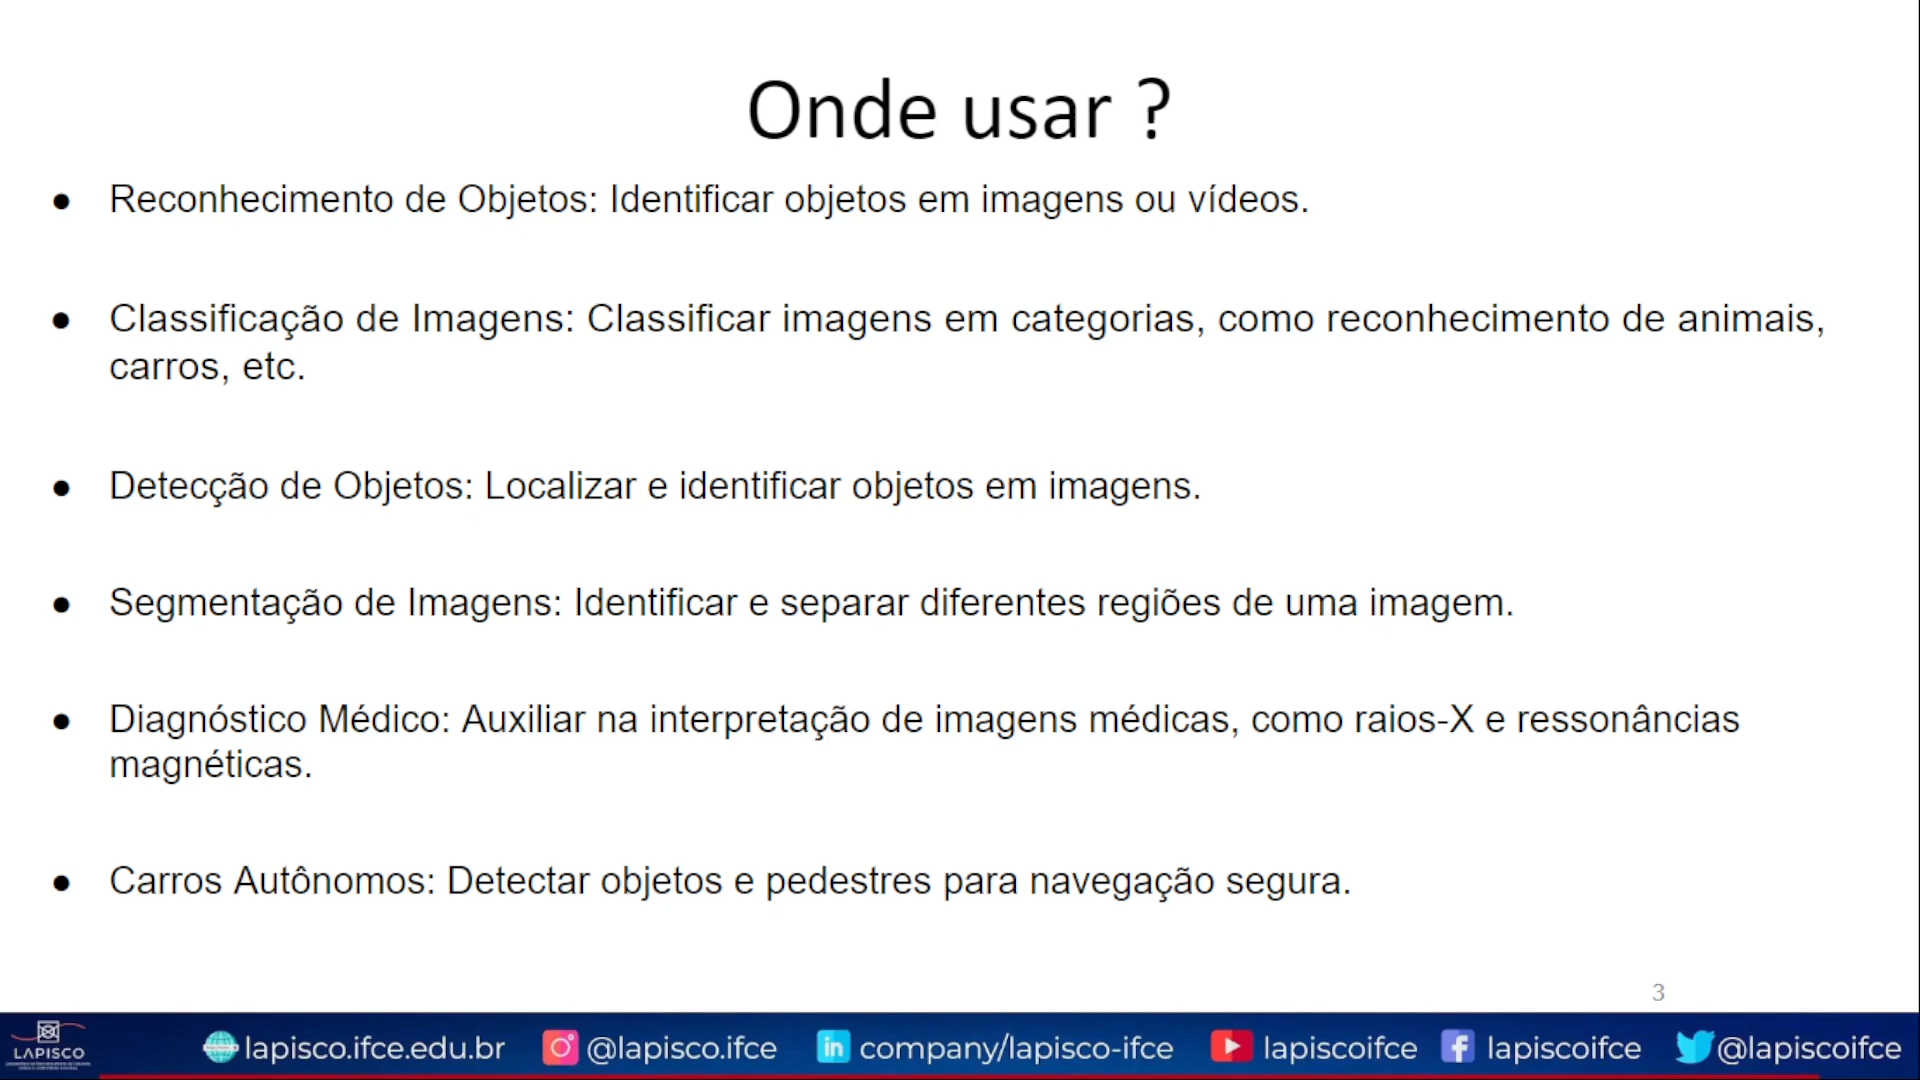 Onde usar ?
● Reconhecimento de Objetos: Identificar objetos em imagens ou vídeos.
● Classificação de Imagens: Classificar imagens em categorias, como reconhecimento de animais,
carros, etc.
● Detecção de Objetos: Localizar e identificar objetos em imagens.
● Segmentação de Imagens: Identificar e separar diferentes regiões de uma imagem.
● Diagnóstico Médico: Auxiliar na interpretação de imagens médicas, como raios-X e ressonâncias
magnéticas.
● Carros Autônomos: Detectar objetos e pedestres para navegação segura.
3
LAPISCO
lapisco.ifce.edu.br @lapisco.ifce company/lapisco-ifce lapiscoifce lapiscoifce @lapiscoifce